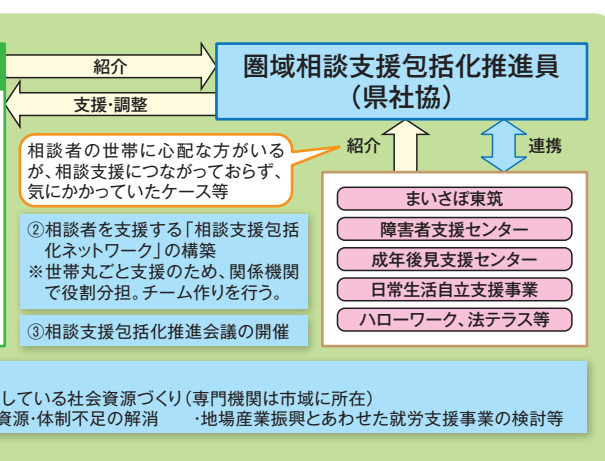 紹介
支援・調整
圏域相談支援包括化推進員
（県社協）
相談者の世帯に心配な方がいる
が、相談支援につながっておらず、
気にかかっていたケース等
紹介
連携
まいさぽ東筑
障害者支援センター
成年後見支援センター
日常生活自立支援事業
ハローワーク、法テラス等
②相談者を支援する「相談支援包括
化ネットワーク」の構築
※世帯丸ごと支援のため、関係機関
で役割分担。チーム作りを行う。
③相談支援包括化推進会議の開催
している社会資源づくり（専門機関は市域に所在）
資源・体制不足の解消　・地場産業振興とあわせた就労支援事業の検討等